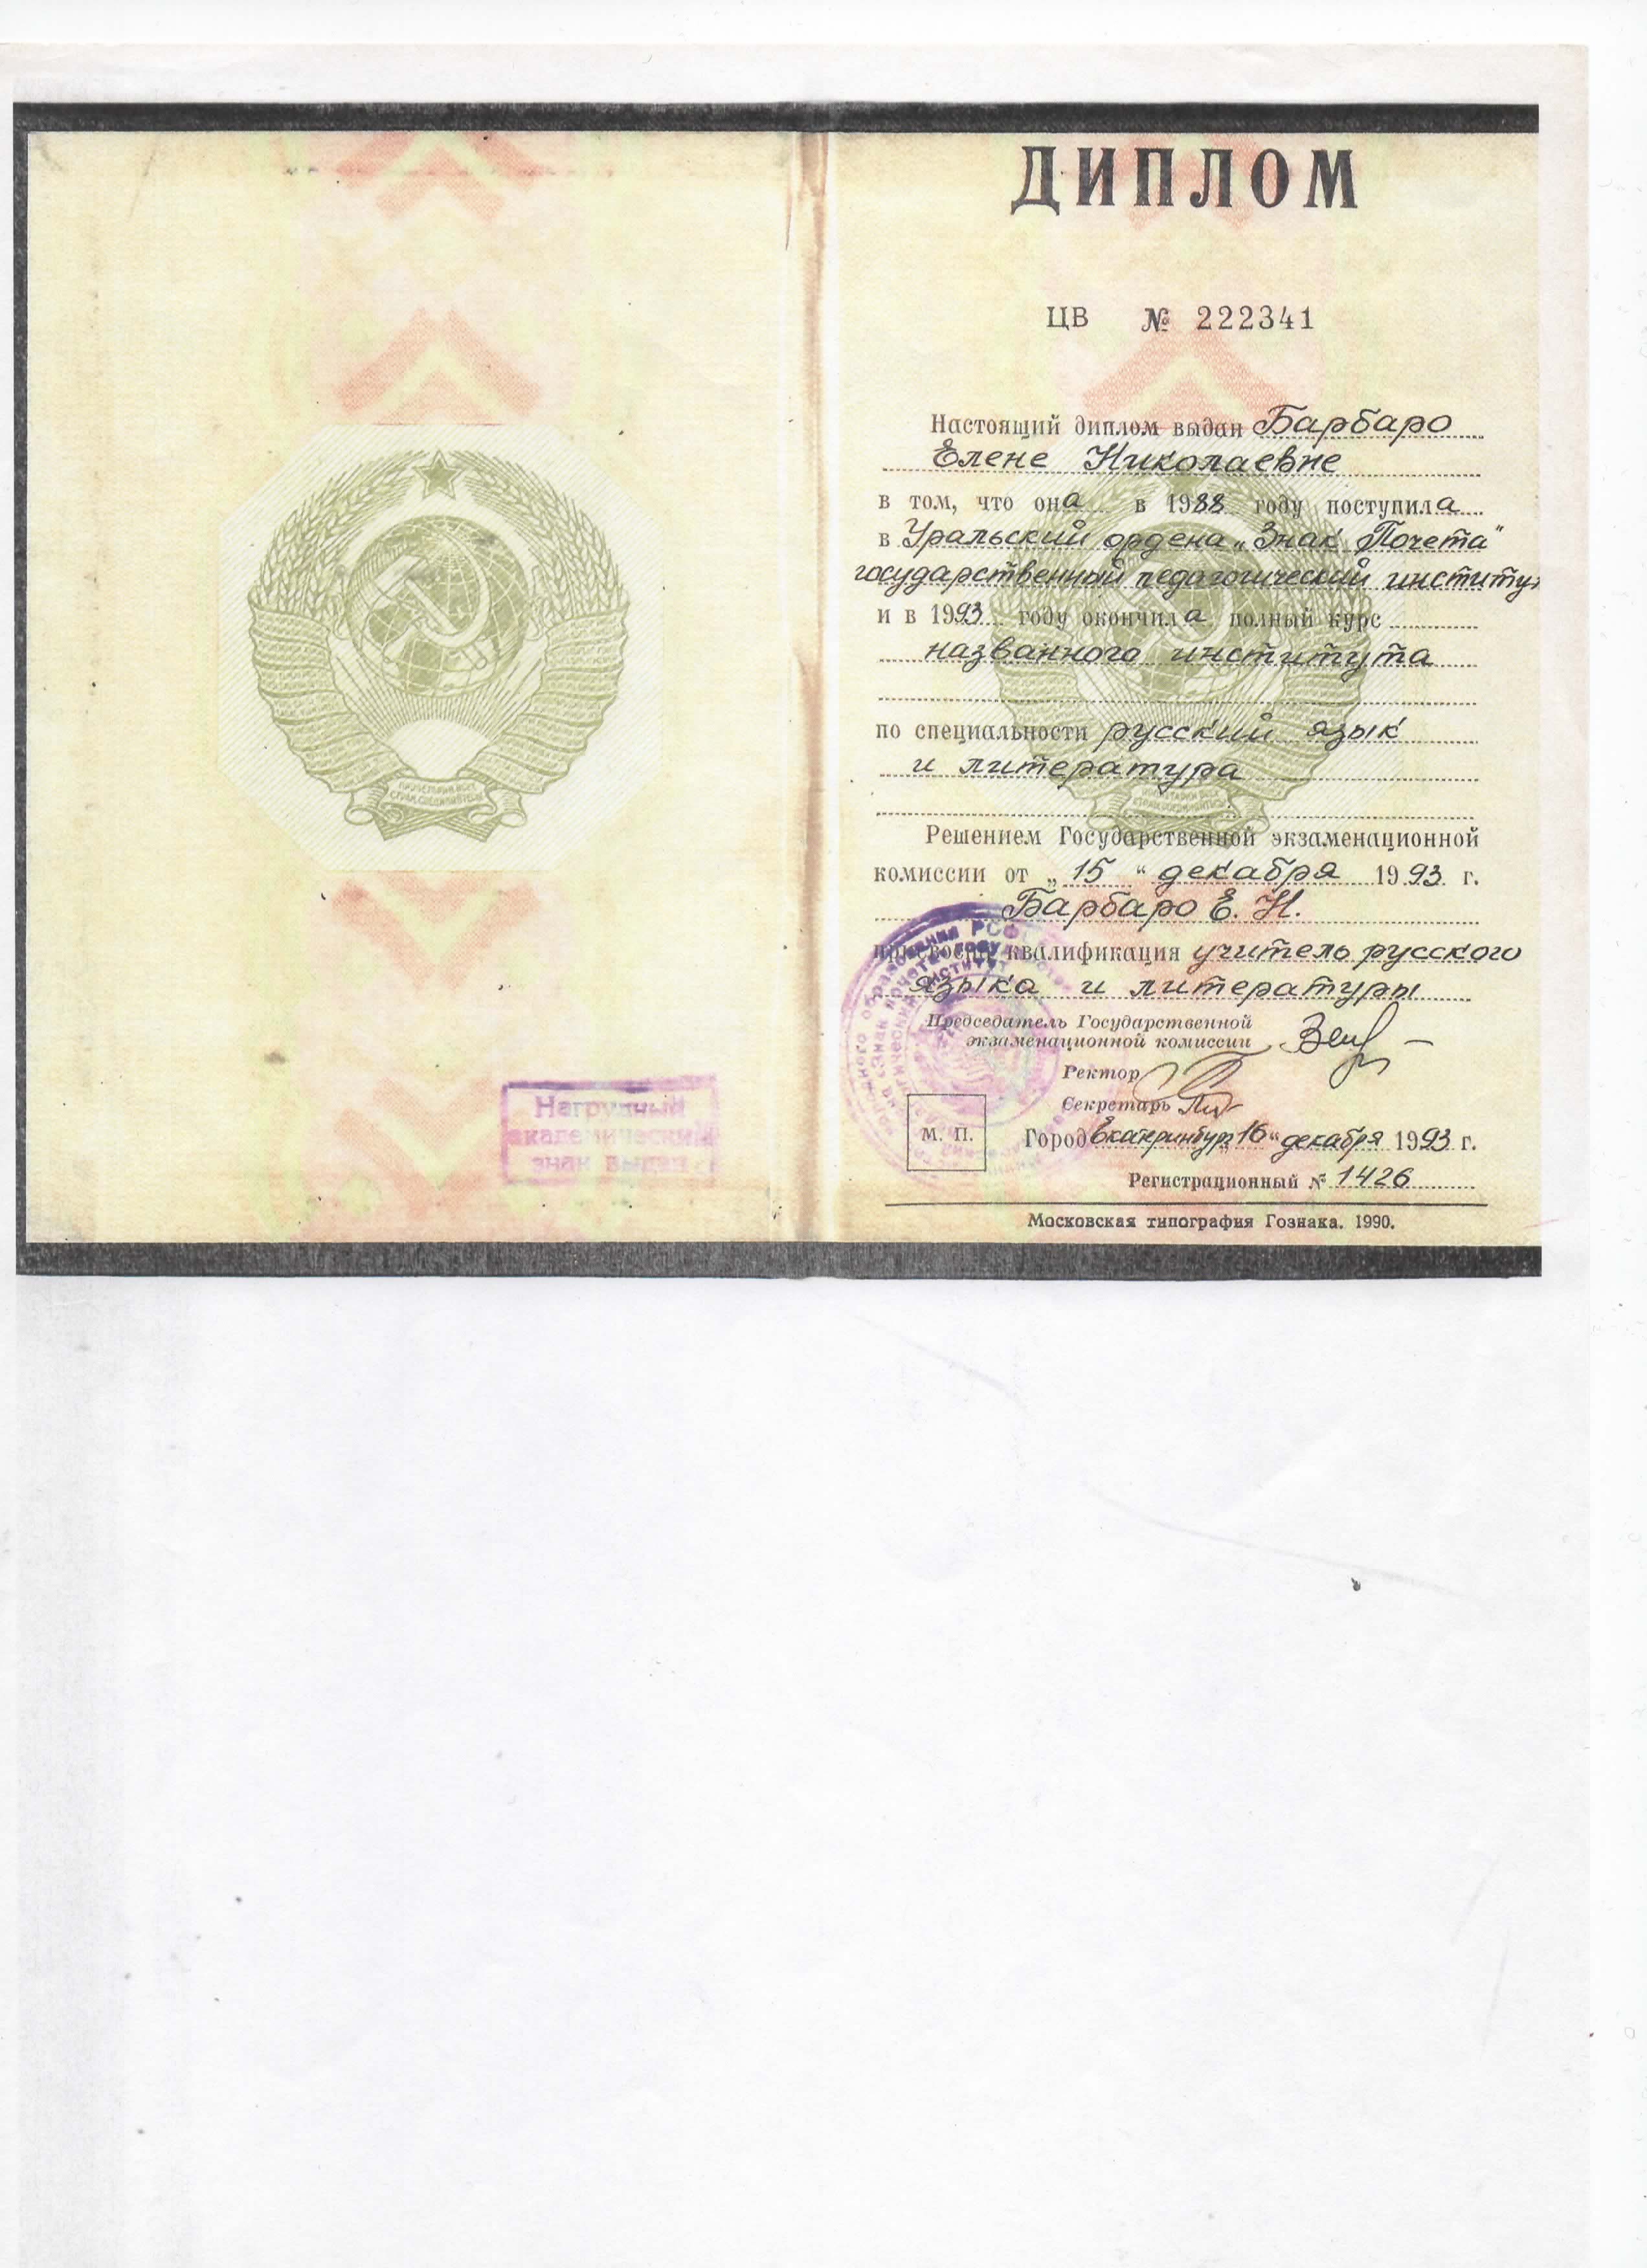 ДИПЛОМ
ЦВ № 222341
Настоящий диплом выдан Барбаро
Елене Николаевне
в том, что она в 1988 году поступила
в Уральский ордена „Знак Почета"
государственный педагогический институт
и в 1993 году окончила полный курс
названного института
по специальности русский язык
и литература
Решением Государственной экзаменационной
комиссии от „15" декабря 1993 г.
Барбаро Е. Н.
присвоена квалификация учитель русского
языка и литературы
Председатель Государственной
экзаменационной комиссии
Ректор
Секретарь
М. П.
Город Екатеринбург „16" декабря 1993 г.
Регистрационный № 1426
Московская типография Гознака. 1990.
Нагрудный
академический
знак выдан